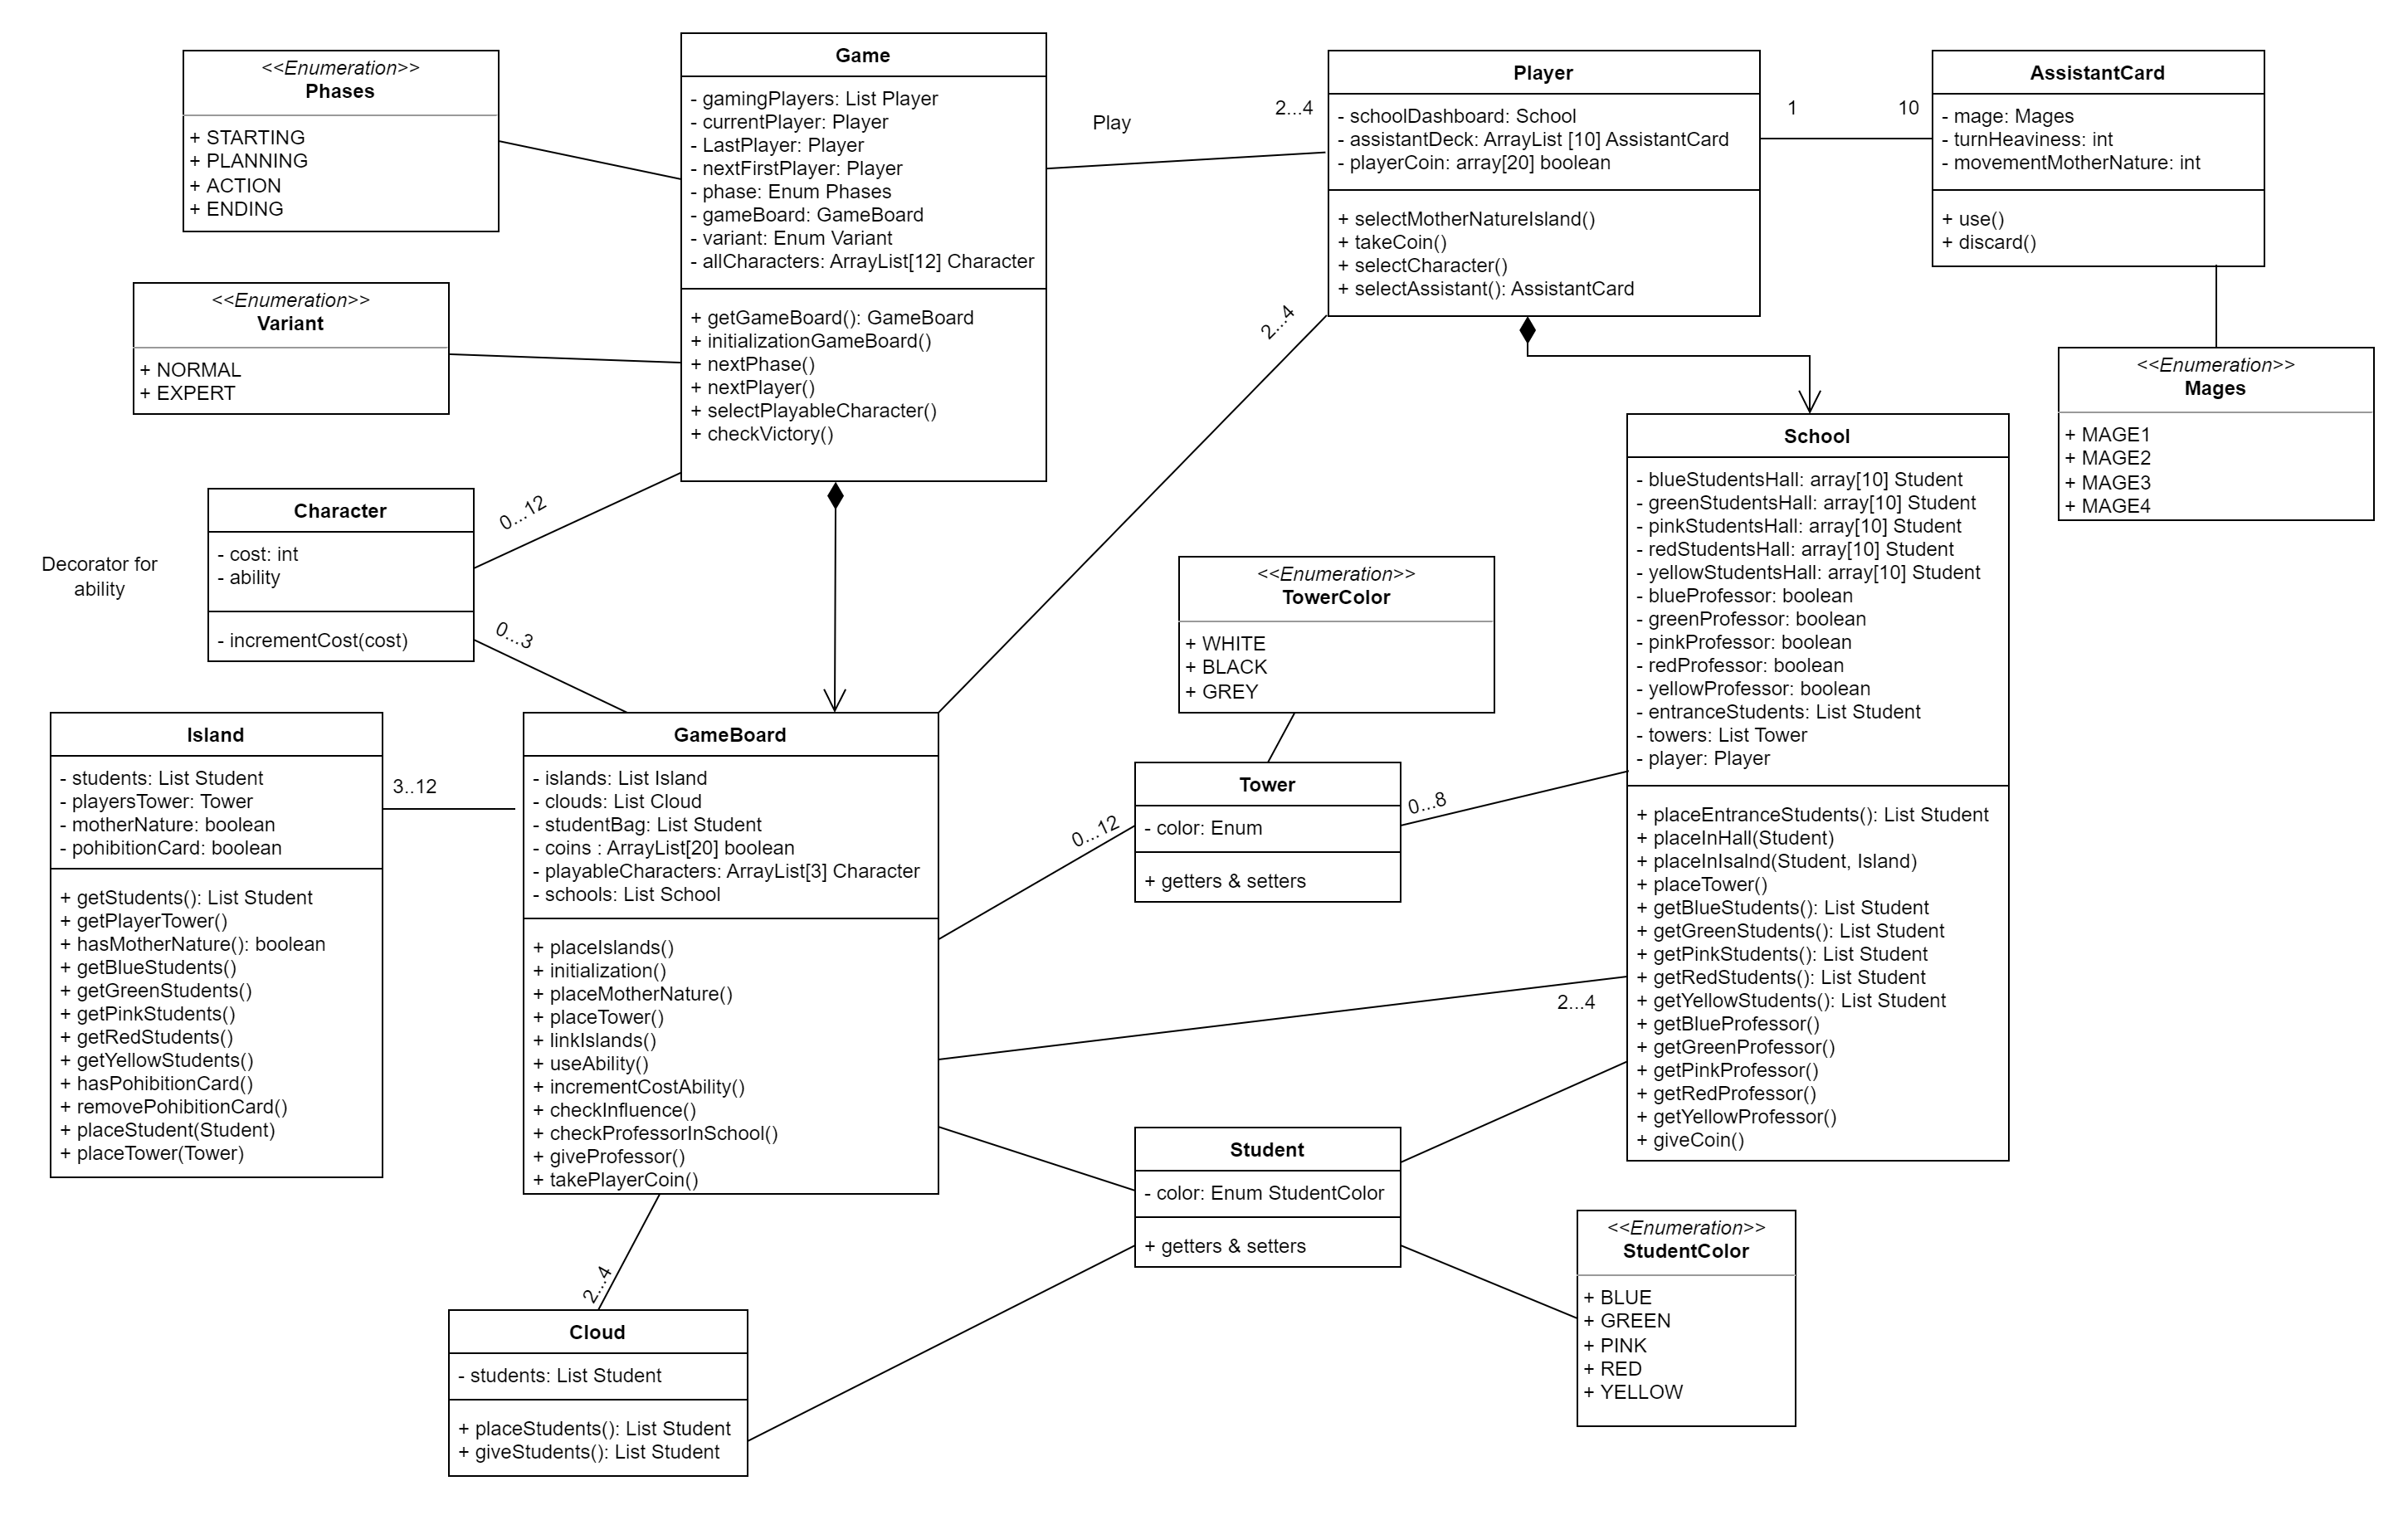 <<Enumeration>>
Phases
+ STARTING
+ PLANNING
+ ACTION
+ ENDING
Game
- gamingPlayers: List Player
- currentPlayer: Player
- LastPlayer: Player
- nextFirstPlayer: Player
- phase: Enum Phases
- gameBoard: GameBoard
- variant: Enum Variant
- allCharacters: ArrayList[12] Character
+ getGameBoard(): GameBoard
+ initializationGameBoard()
+ nextPhase()
+ nextPlayer()
+ selectPlayableCharacter()
+ checkVictory()
Play
2...4
Player
- schoolDashboard: School
- assistantDeck: ArrayList [10] AssistantCard
- playerCoin: array[20] boolean
+ selectMotherNatureIsland()
+ takeCoin()
+ selectCharacter()
+ selectAssistant(): AssistantCard
1
10
AssistantCard
- mage: Mages
- turnHeaviness: int
- movementMotherNature: int
+ use()
+ discard()
<<Enumeration>>
Variant
+ NORMAL
+ EXPERT
2...4
<<Enumeration>>
Mages
+ MAGE1
+ MAGE2
+ MAGE3
+ MAGE4
Decorator for
ability
Character
- cost: int
- ability
- incrementCost(cost)
0...12
0...3
<<Enumeration>>
TowerColor
+ WHITE
+ BLACK
+ GREY
School
- blueStudentsHall: array[10] Student
- greenStudentsHall: array[10] Student
- pinkStudentsHall: array[10] Student
- redStudentsHall: array[10] Student
- yellowStudentsHall: array[10] Student
- blueProfessor: boolean
- greenProfessor: boolean
- pinkProfessor: boolean
- redProfessor: boolean
- yellowProfessor: boolean
- entranceStudents: List Student
- towers: List Tower
- player: Player
+ placeEntranceStudents(): List Student
+ placeInHall(Student)
+ placeInIsalnd(Student, Island)
+ placeTower()
+ getBlueStudents(): List Student
+ getGreenStudents(): List Student
+ getPinkStudents(): List Student
+ getRedStudents(): List Student
+ getYellowStudents(): List Student
+ getBlueProfessor()
+ getGreenProfessor()
+ getPinkProfessor()
+ getRedProfessor()
+ getYellowProfessor()
+ giveCoin()
Island
- students: List Student
- playersTower: Tower
- motherNature: boolean
- pohibitionCard: boolean
+ getStudents(): List Student
+ getPlayerTower()
+ hasMotherNature(): boolean
+ getBlueStudents()
+ getGreenStudents()
+ getPinkStudents()
+ getRedStudents()
+ getYellowStudents()
+ hasPohibitionCard()
+ removePohibitionCard()
+ placeStudent(Student)
+ placeTower(Tower)
3..12
GameBoard
- islands: List Island
- clouds: List Cloud
- studentBag: List Student
- coins : ArrayList[20] boolean
- playableCharacters: ArrayList[3] Character
- schools: List School
+ placeIslands()
+ initialization()
+ placeMotherNature()
+ placeTower()
+ linkIslands()
+ useAbility()
+ incrementCostAbility()
+ checkInfluence()
+ checkProfessorInSchool()
+ giveProfessor()
+ takePlayerCoin()
0...12
Tower
- color: Enum
+ getters & setters
0...8
2...4
Student
- color: Enum StudentColor
+ getters & setters
<<Enumeration>>
StudentColor
+ BLUE
+ GREEN
+ PINK
+ RED
+ YELLOW
2...4
Cloud
- students: List Student
+ placeStudents(): List Student
+ giveStudents(): List Student